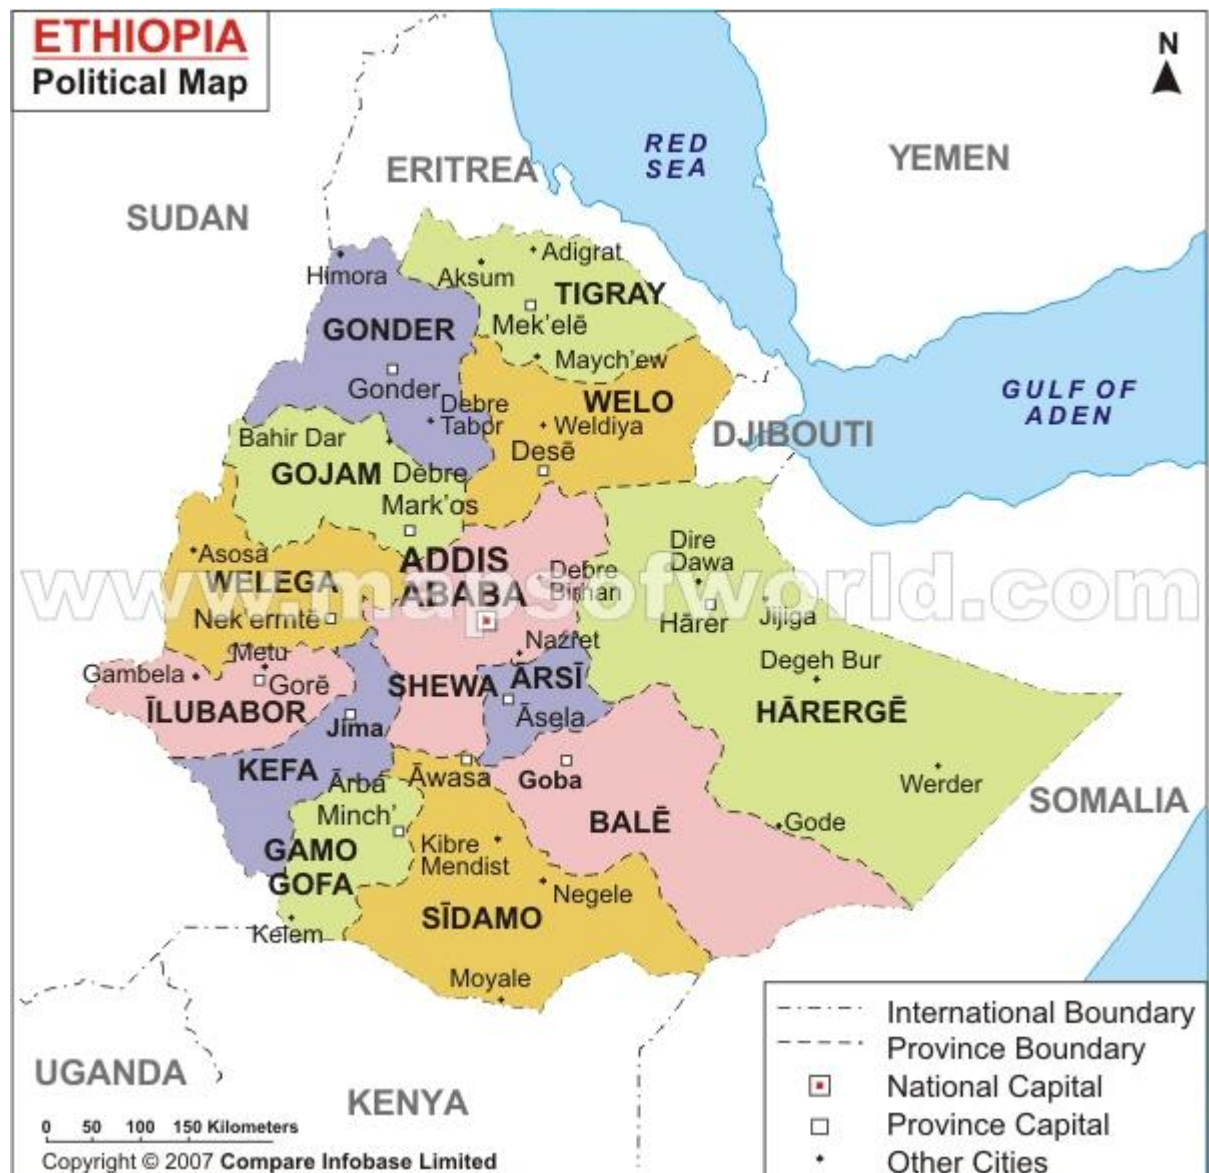 ETHIOPIA
Political Map
N
RED
SEA
YEMEN
ERITREA
SUDAN
Adigrat
Himora
Aksum
TIGRAY
GONDER
Mek'elē
Maych'ew
Gonder
WELO
GULF OF
ADEN
Debre
Tabor
Weldiya
DJIBOUTI
Bahir Dar
Desē
GOJAM
Debre
Mark'os
Dire
Dawa
Asosa
ADDIS
ABABA
Debre
Birhan
www.mapsofworld.com
WELEGA
Nek'emtē
Hārer
Jijiga
Metu
Nazret
Gambela
Degeh Bur
Gorē
SHEWA
ĀRSĪ
ĪLUBABOR
Āsela
HĀRERGĒ
Jima
KEFA
Ārba
Minch'
Āwasa
Goba
Werder
SOMALIA
BALĒ
Gode
GAMO
GOFA
Kibre
Mendist
Negele
SĪDAMO
Kelem
Moyale
UGANDA
KENYA
International Boundary
Province Boundary
National Capital
Province Capital
Other Cities
0 50 100 150 Kilometers
Copyright © 2007 Compare Infobase Limited